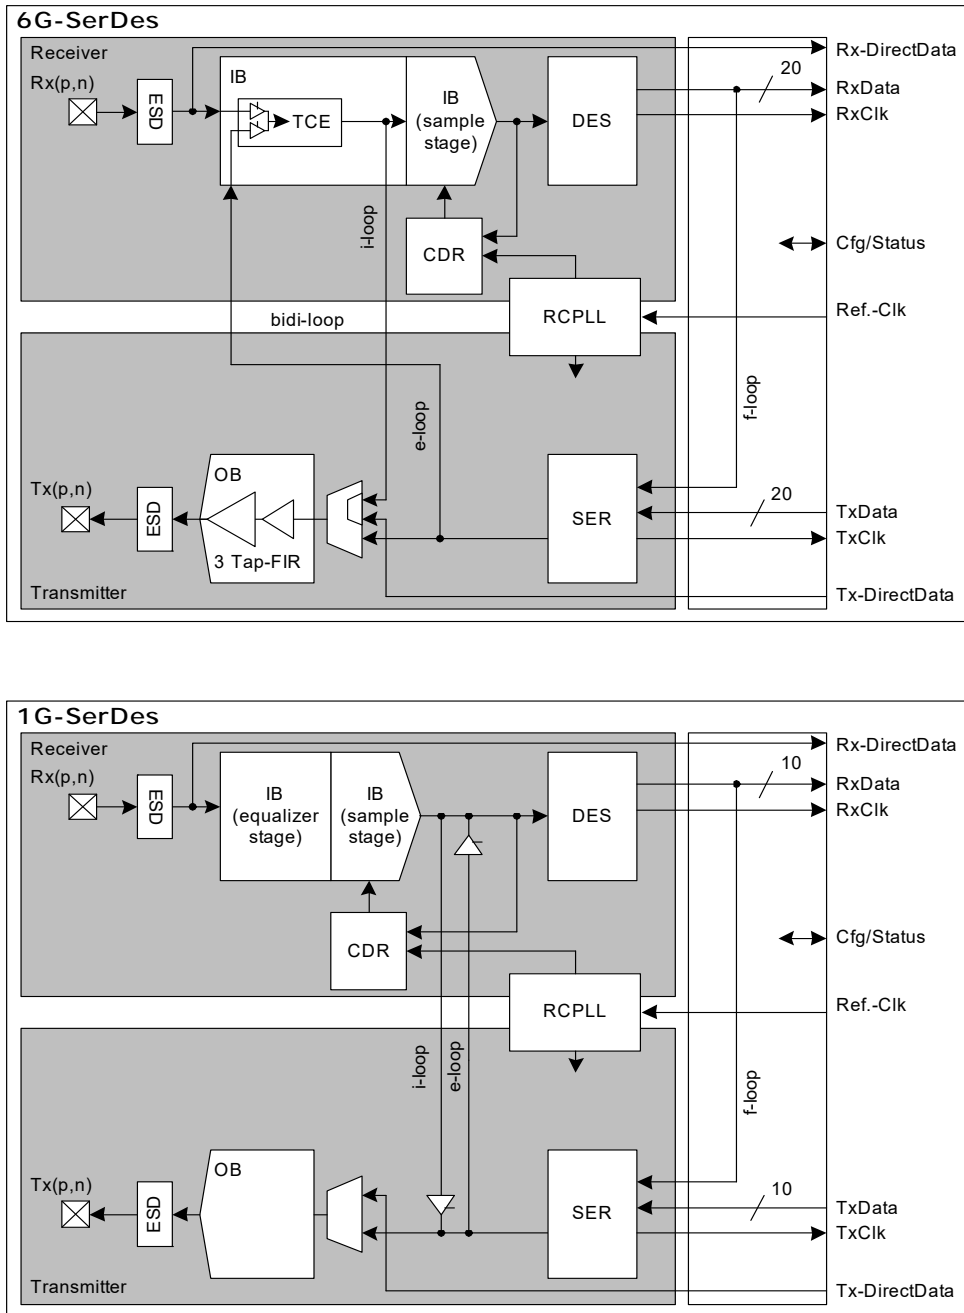 6G-SerDes
Receiver
Rx-DirectData
Rx(p,n)
ESD
IB
TCE
IB
(sample
stage)
DES
20
RxData
RxClk
i-loop
CDR
Cfg/Status
bidi-loop
RCPLL
Ref.-Clk
e-loop
f-loop
Tx(p,n)
ESD
OB
3 Tap-FIR
SER
20
TxData
TxClk
Transmitter
Tx-DirectData
1G-SerDes
Receiver
Rx-DirectData
Rx(p,n)
ESD
IB
(equalizer
stage)
IB
(sample
stage)
DES
10
RxData
RxClk
CDR
Cfg/Status
RCPLL
Ref.-Clk
i-loop
e-loop
f-loop
Tx(p,n)
ESD
OB
SER
10
TxData
TxClk
Transmitter
Tx-DirectData